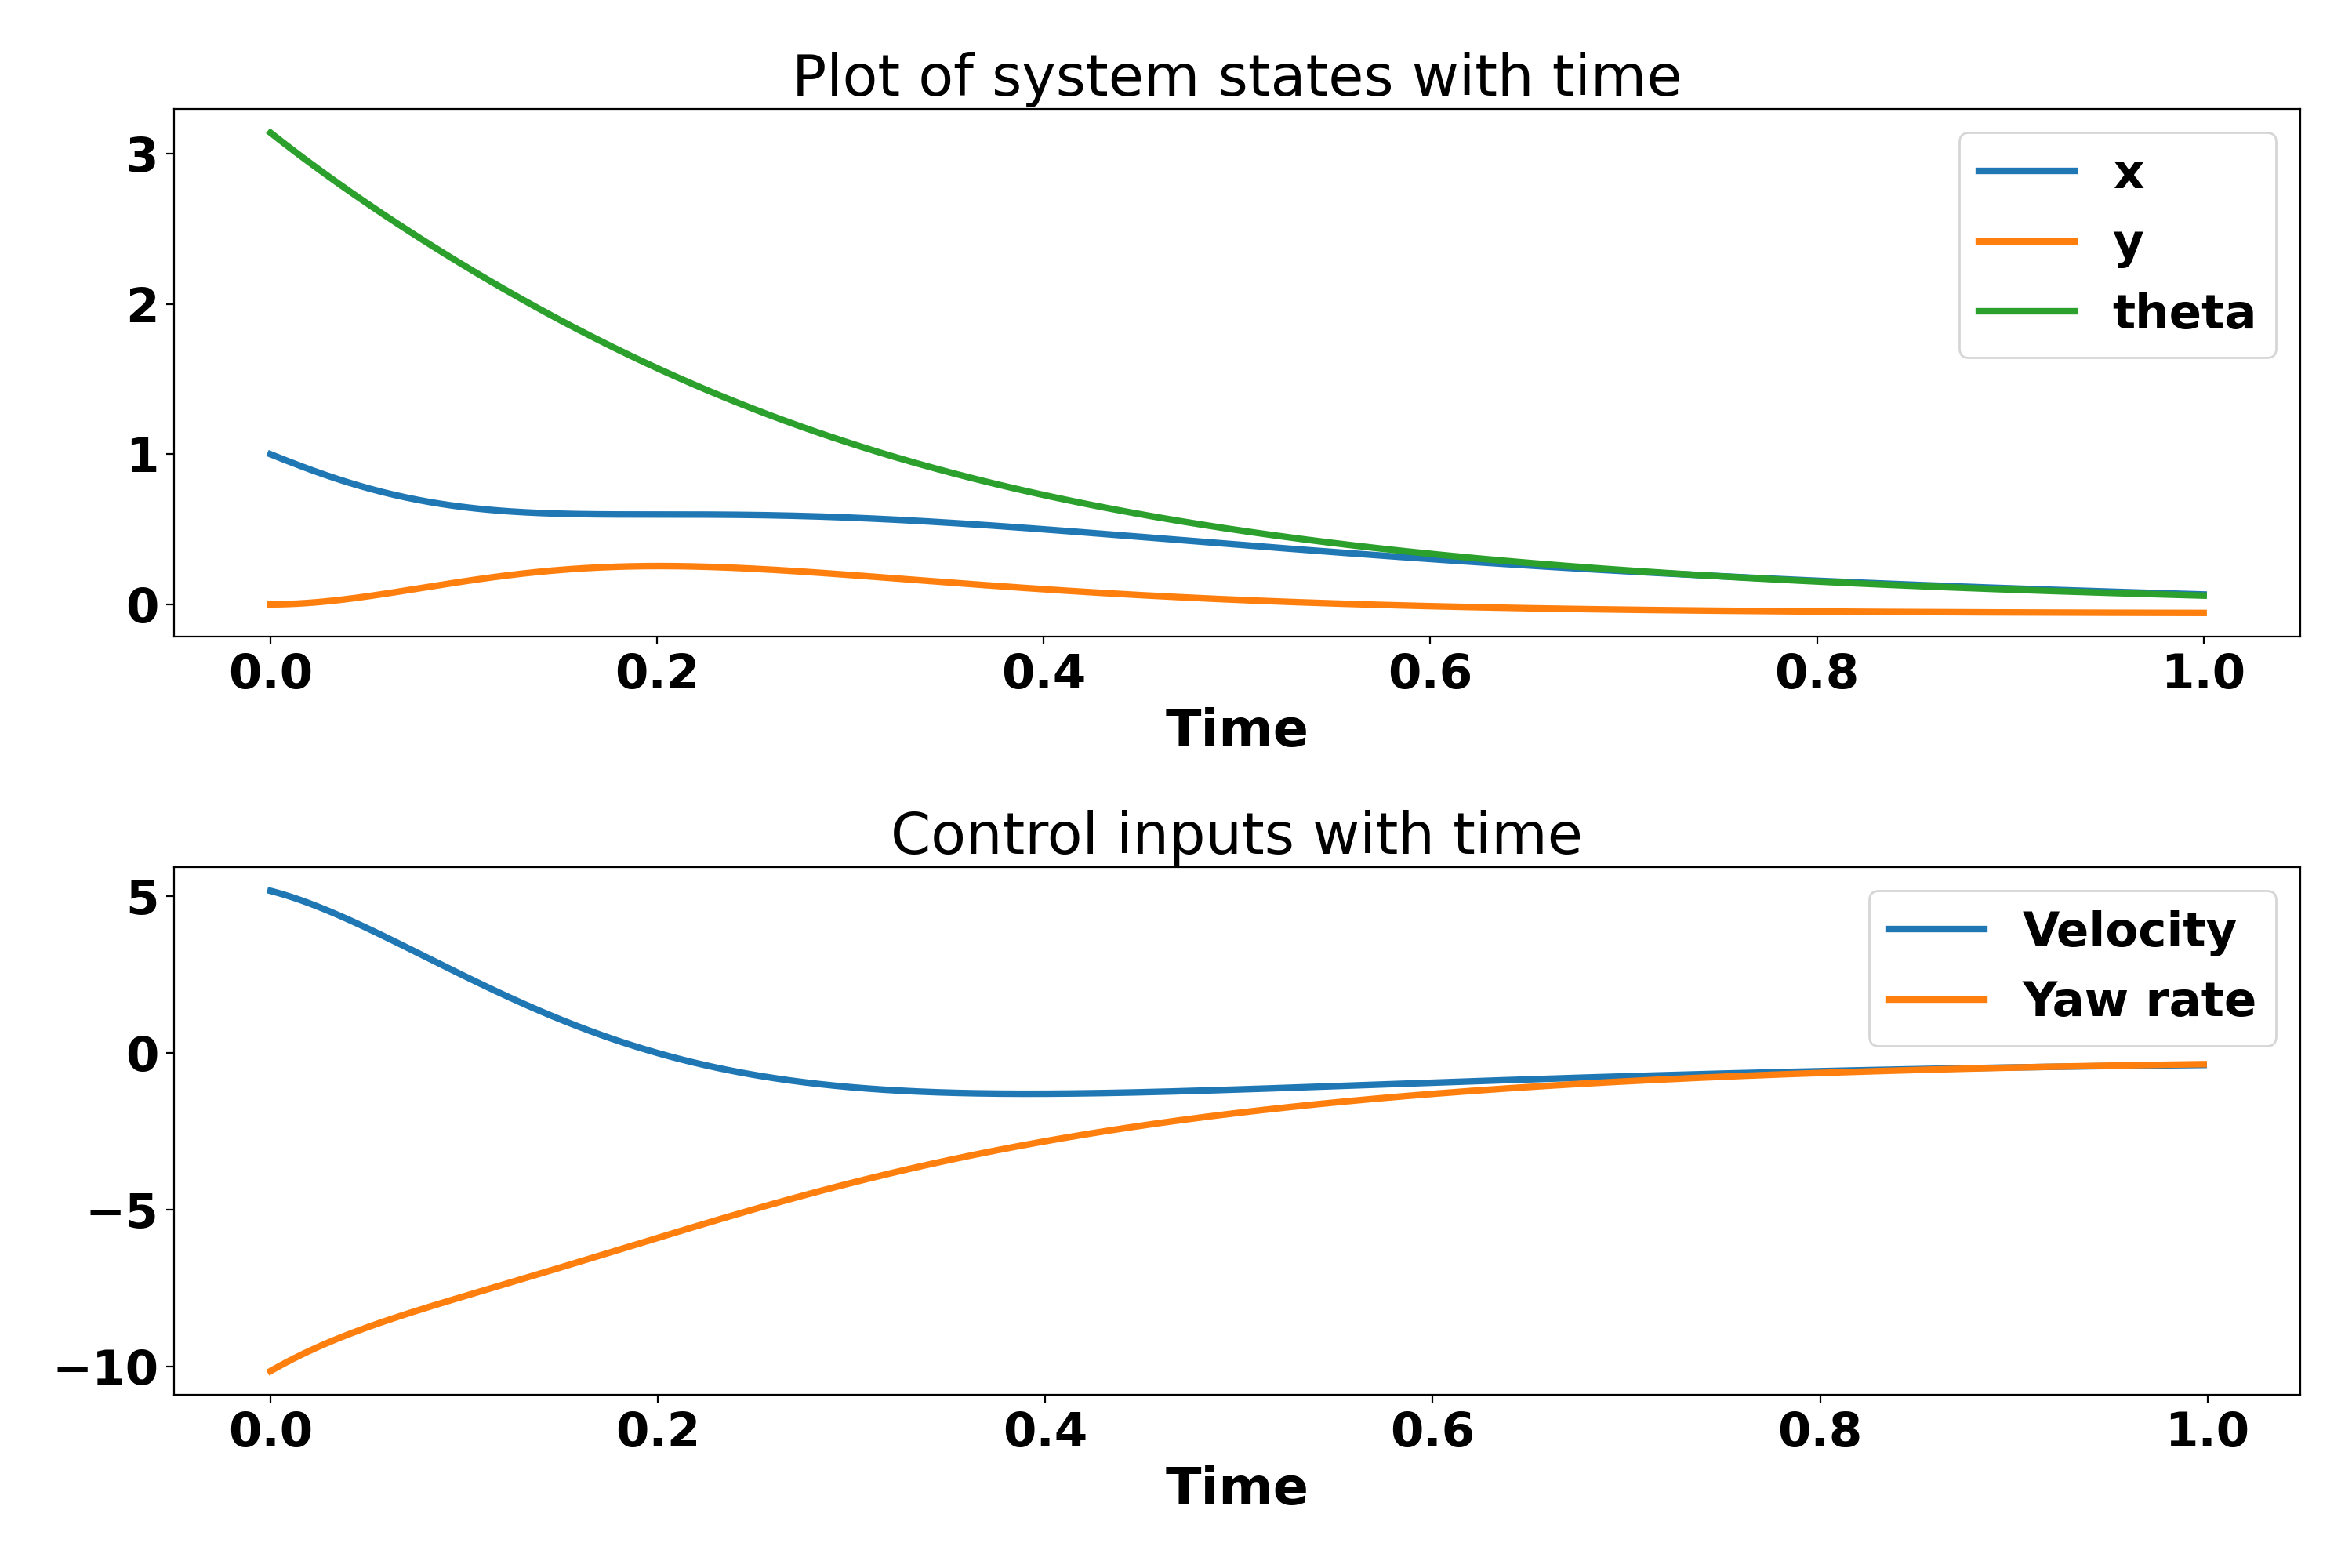 Plot of system states with time
3
2
1
0
x
y
theta
0.0 0.2 0.4 0.6 0.8 1.0
Time
Control inputs with time
5
0
−5
−10
Velocity
Yaw rate
0.0 0.2 0.4 0.6 0.8 1.0
Time